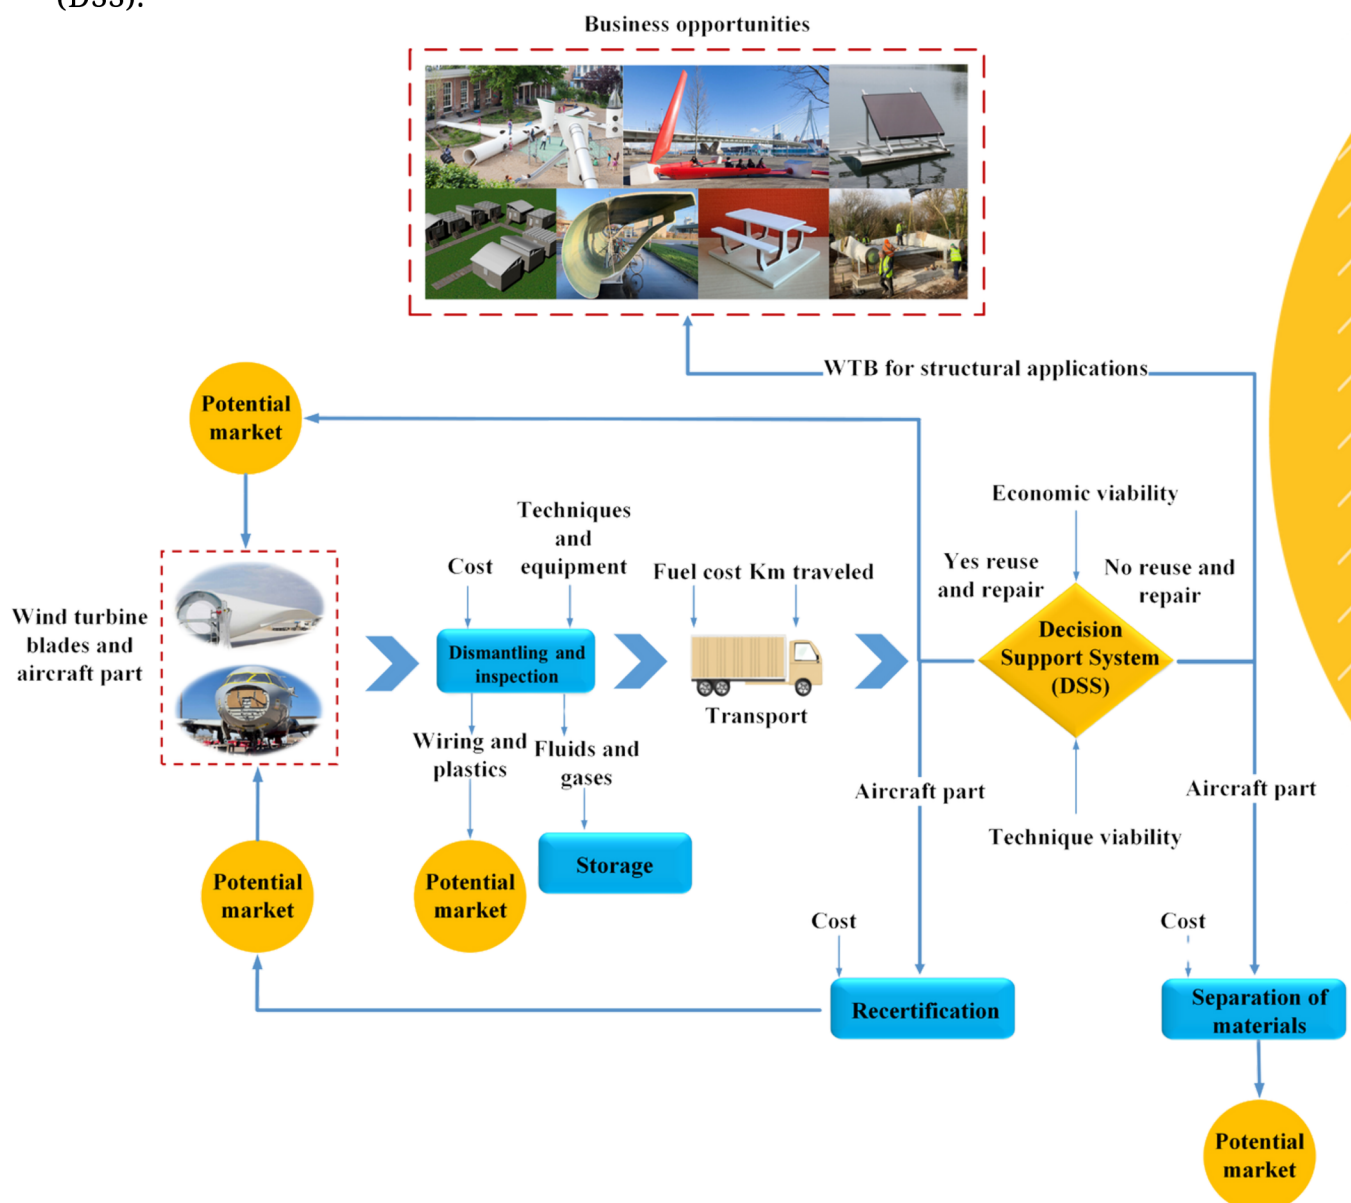 (DSS).
Business opportunities
WTB for structural applications
Potential
market
Economic viability
Techniques
and
equipment
Cost
Fuel cost
Km traveled
Yes reuse
and repair
No reuse and
repair
Wind turbine
blades and
aircraft part
Dismantling and
inspection
Decision
Support System
(DSS)
Transport
Wiring and
plastics
Fluids and
gases
Aircraft part
Aircraft part
Technique viability
Potential
market
Potential
market
Storage
Cost
Cost
Recertification
Separation of
materials
Potential
market